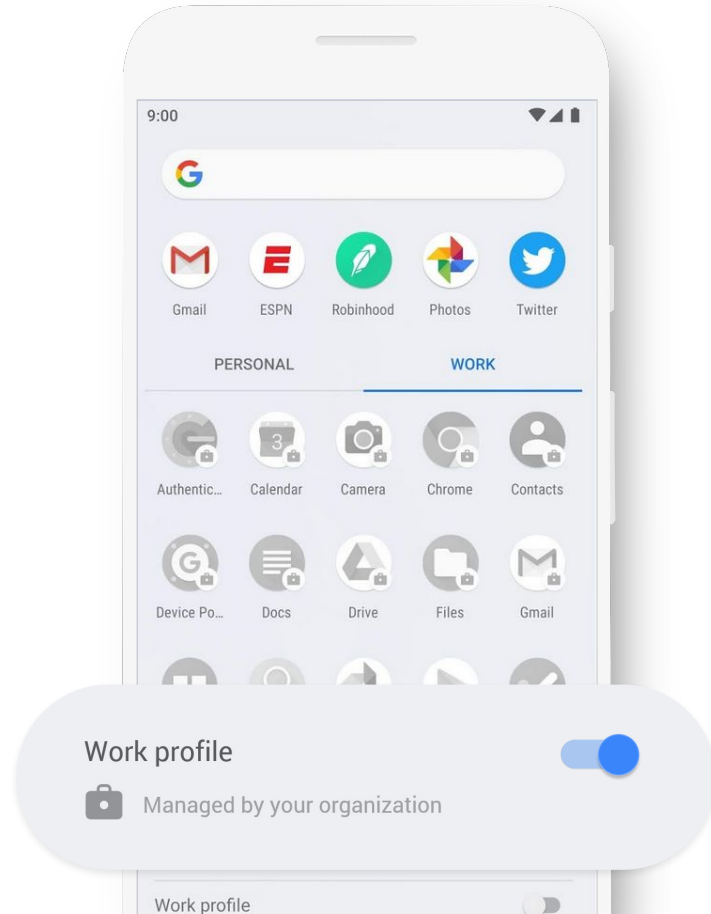 9:00
Gmail ESPN Robinhood Photos Twitter
PERSONAL WORK
3
Authentic... Calendar Camera Chrome Contacts
Device Po... Docs Drive Files Gmail
Work profile
Managed by your organization
Work profile